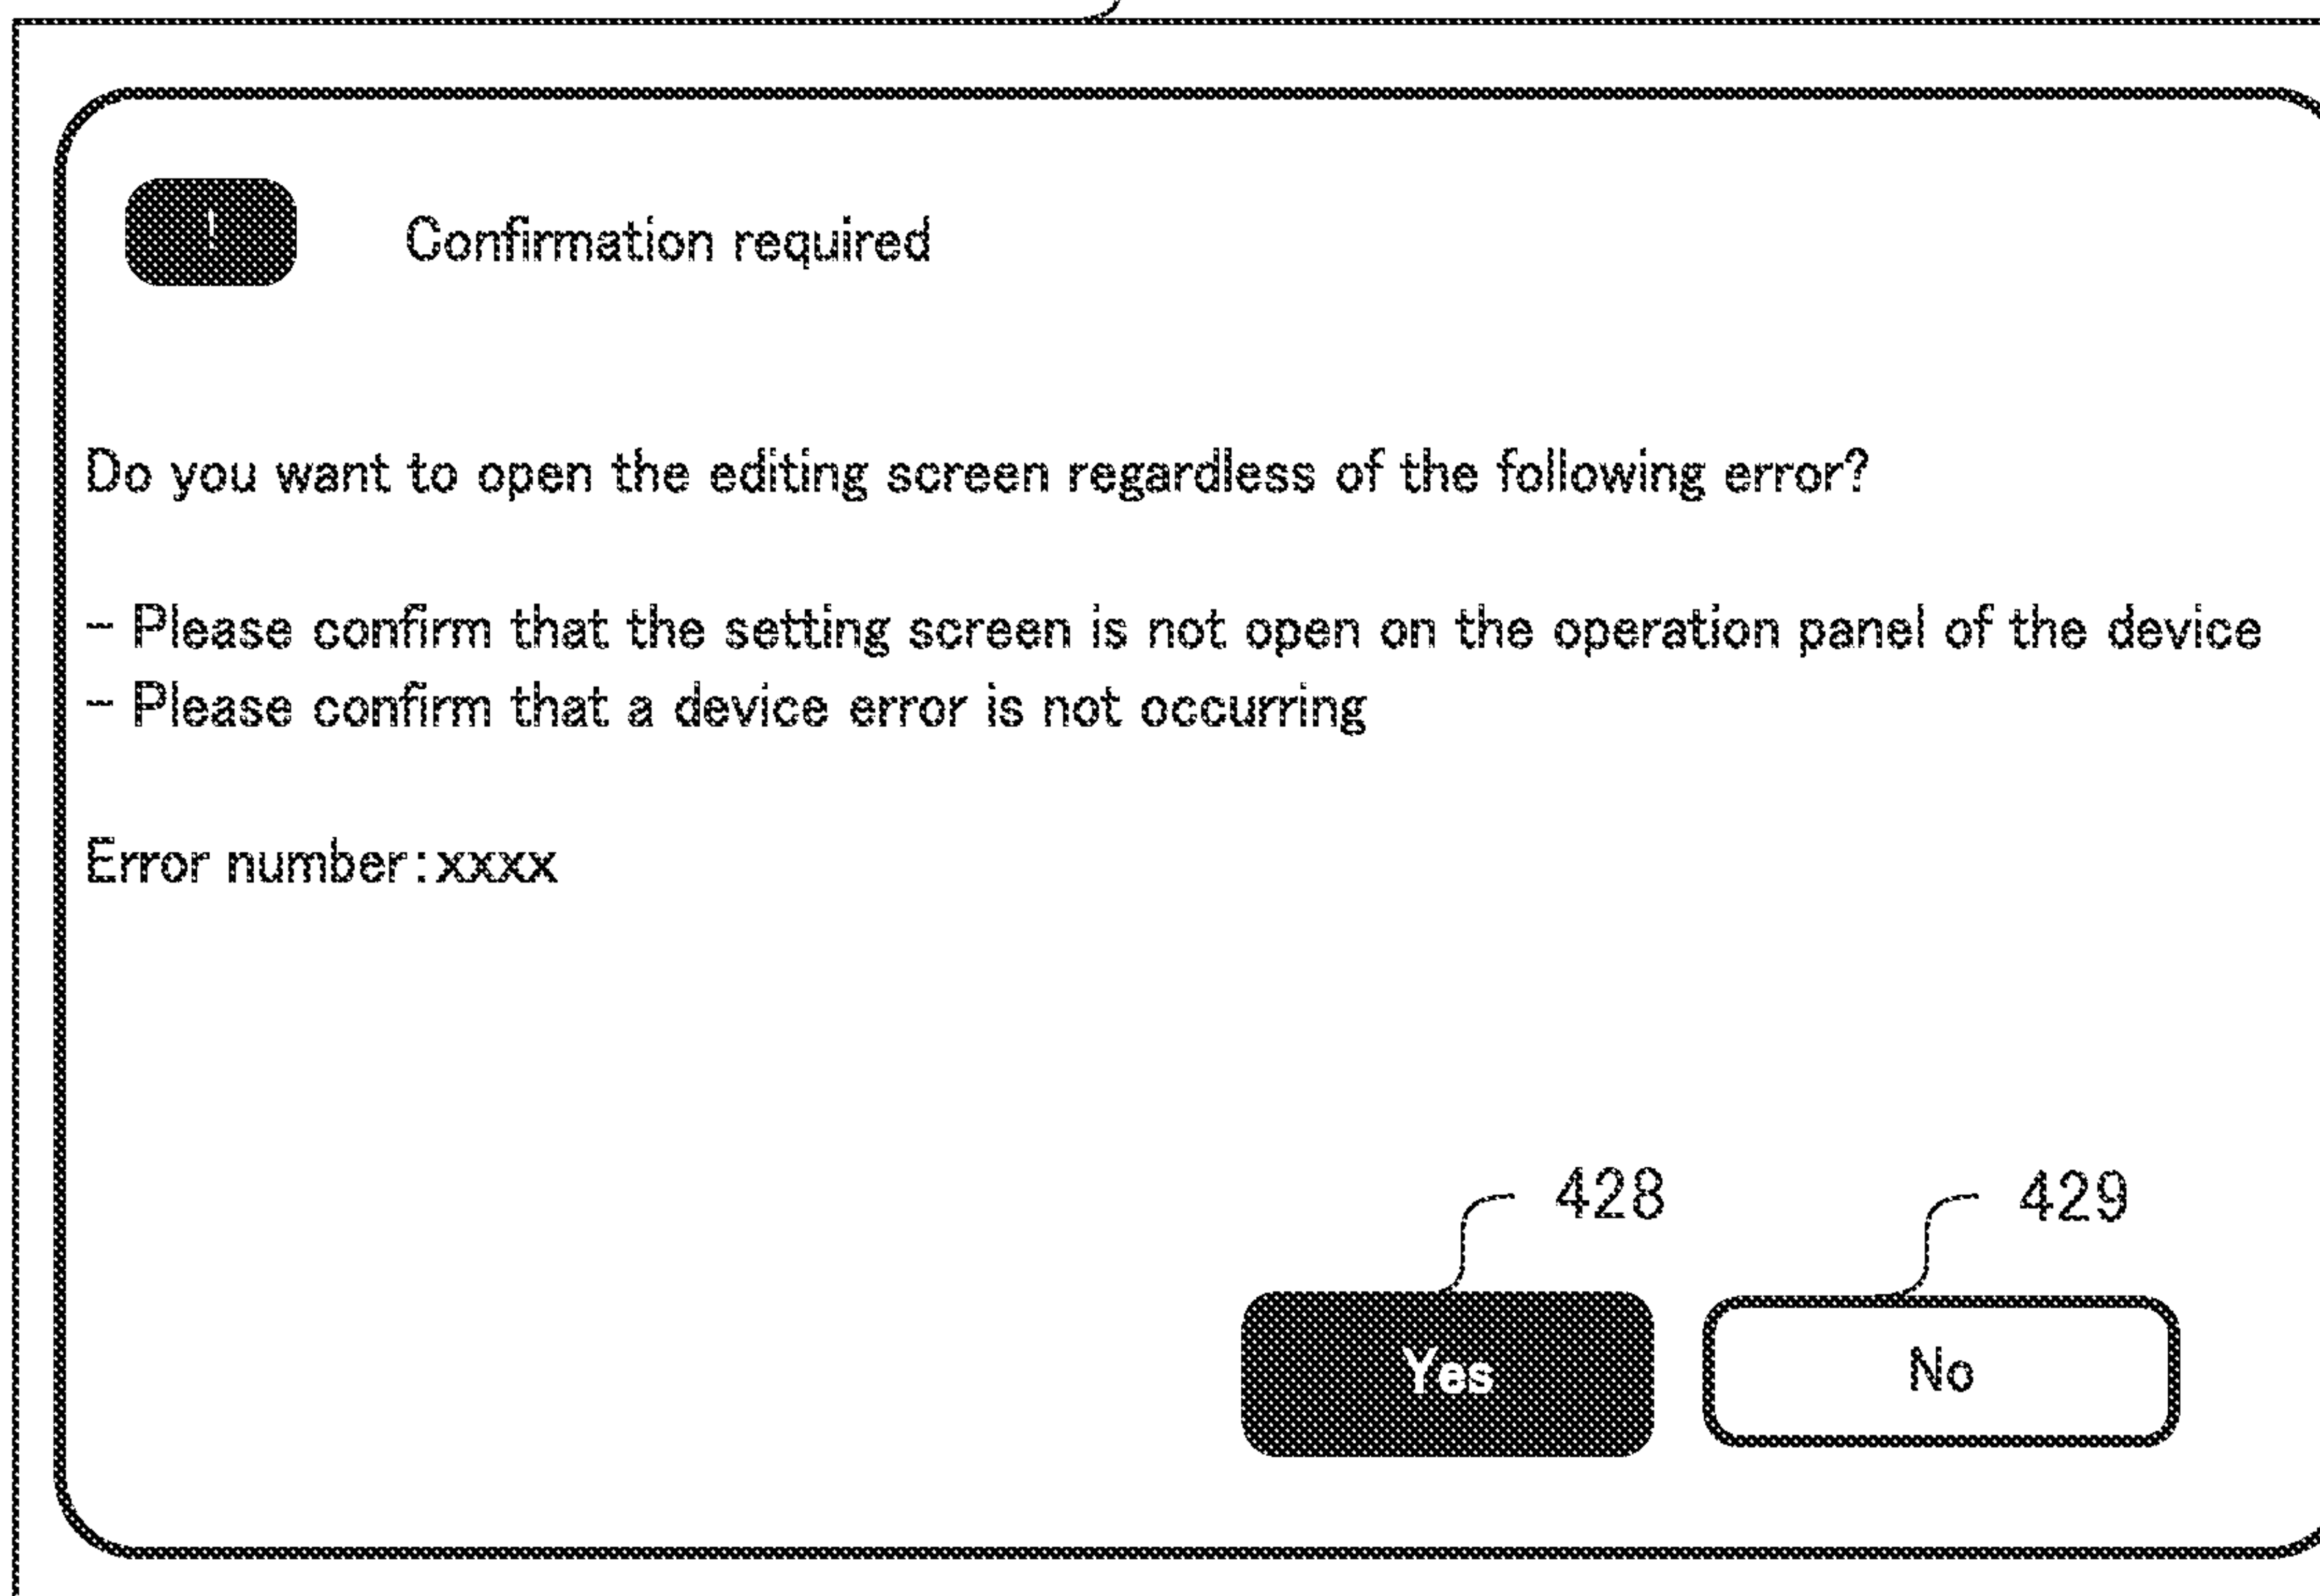 !
Confirmation required
Do you want to open the editing screen regardless of the following error?
- Please confirm that the setting screen is not open on the operation panel of the device
- Please confirm that a device error is not occurring
Error number:xxxx
428
429
Yes
No